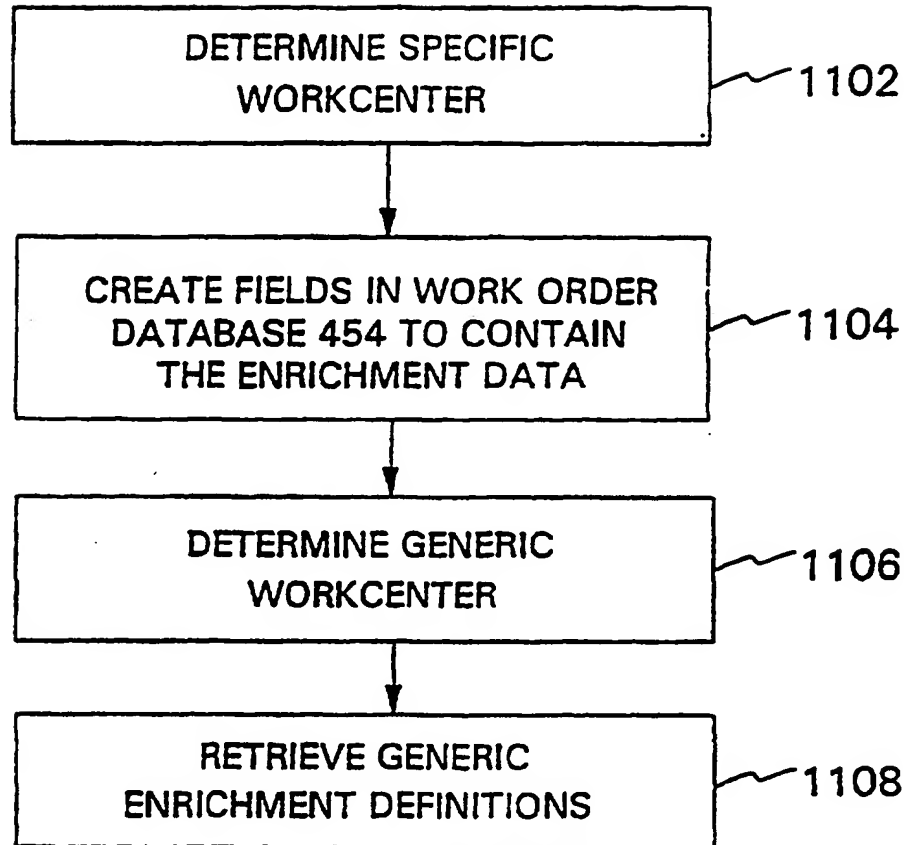 DETERMINE SPECIFIC
WORKCENTER
1102
CREATE FIELDS IN WORK ORDER
DATABASE 454 TO CONTAIN
THE ENRICHMENT DATA
1104
DETERMINE GENERIC
WORKCENTER
1106
RETRIEVE GENERIC
ENRICHMENT DEFINITIONS
1108